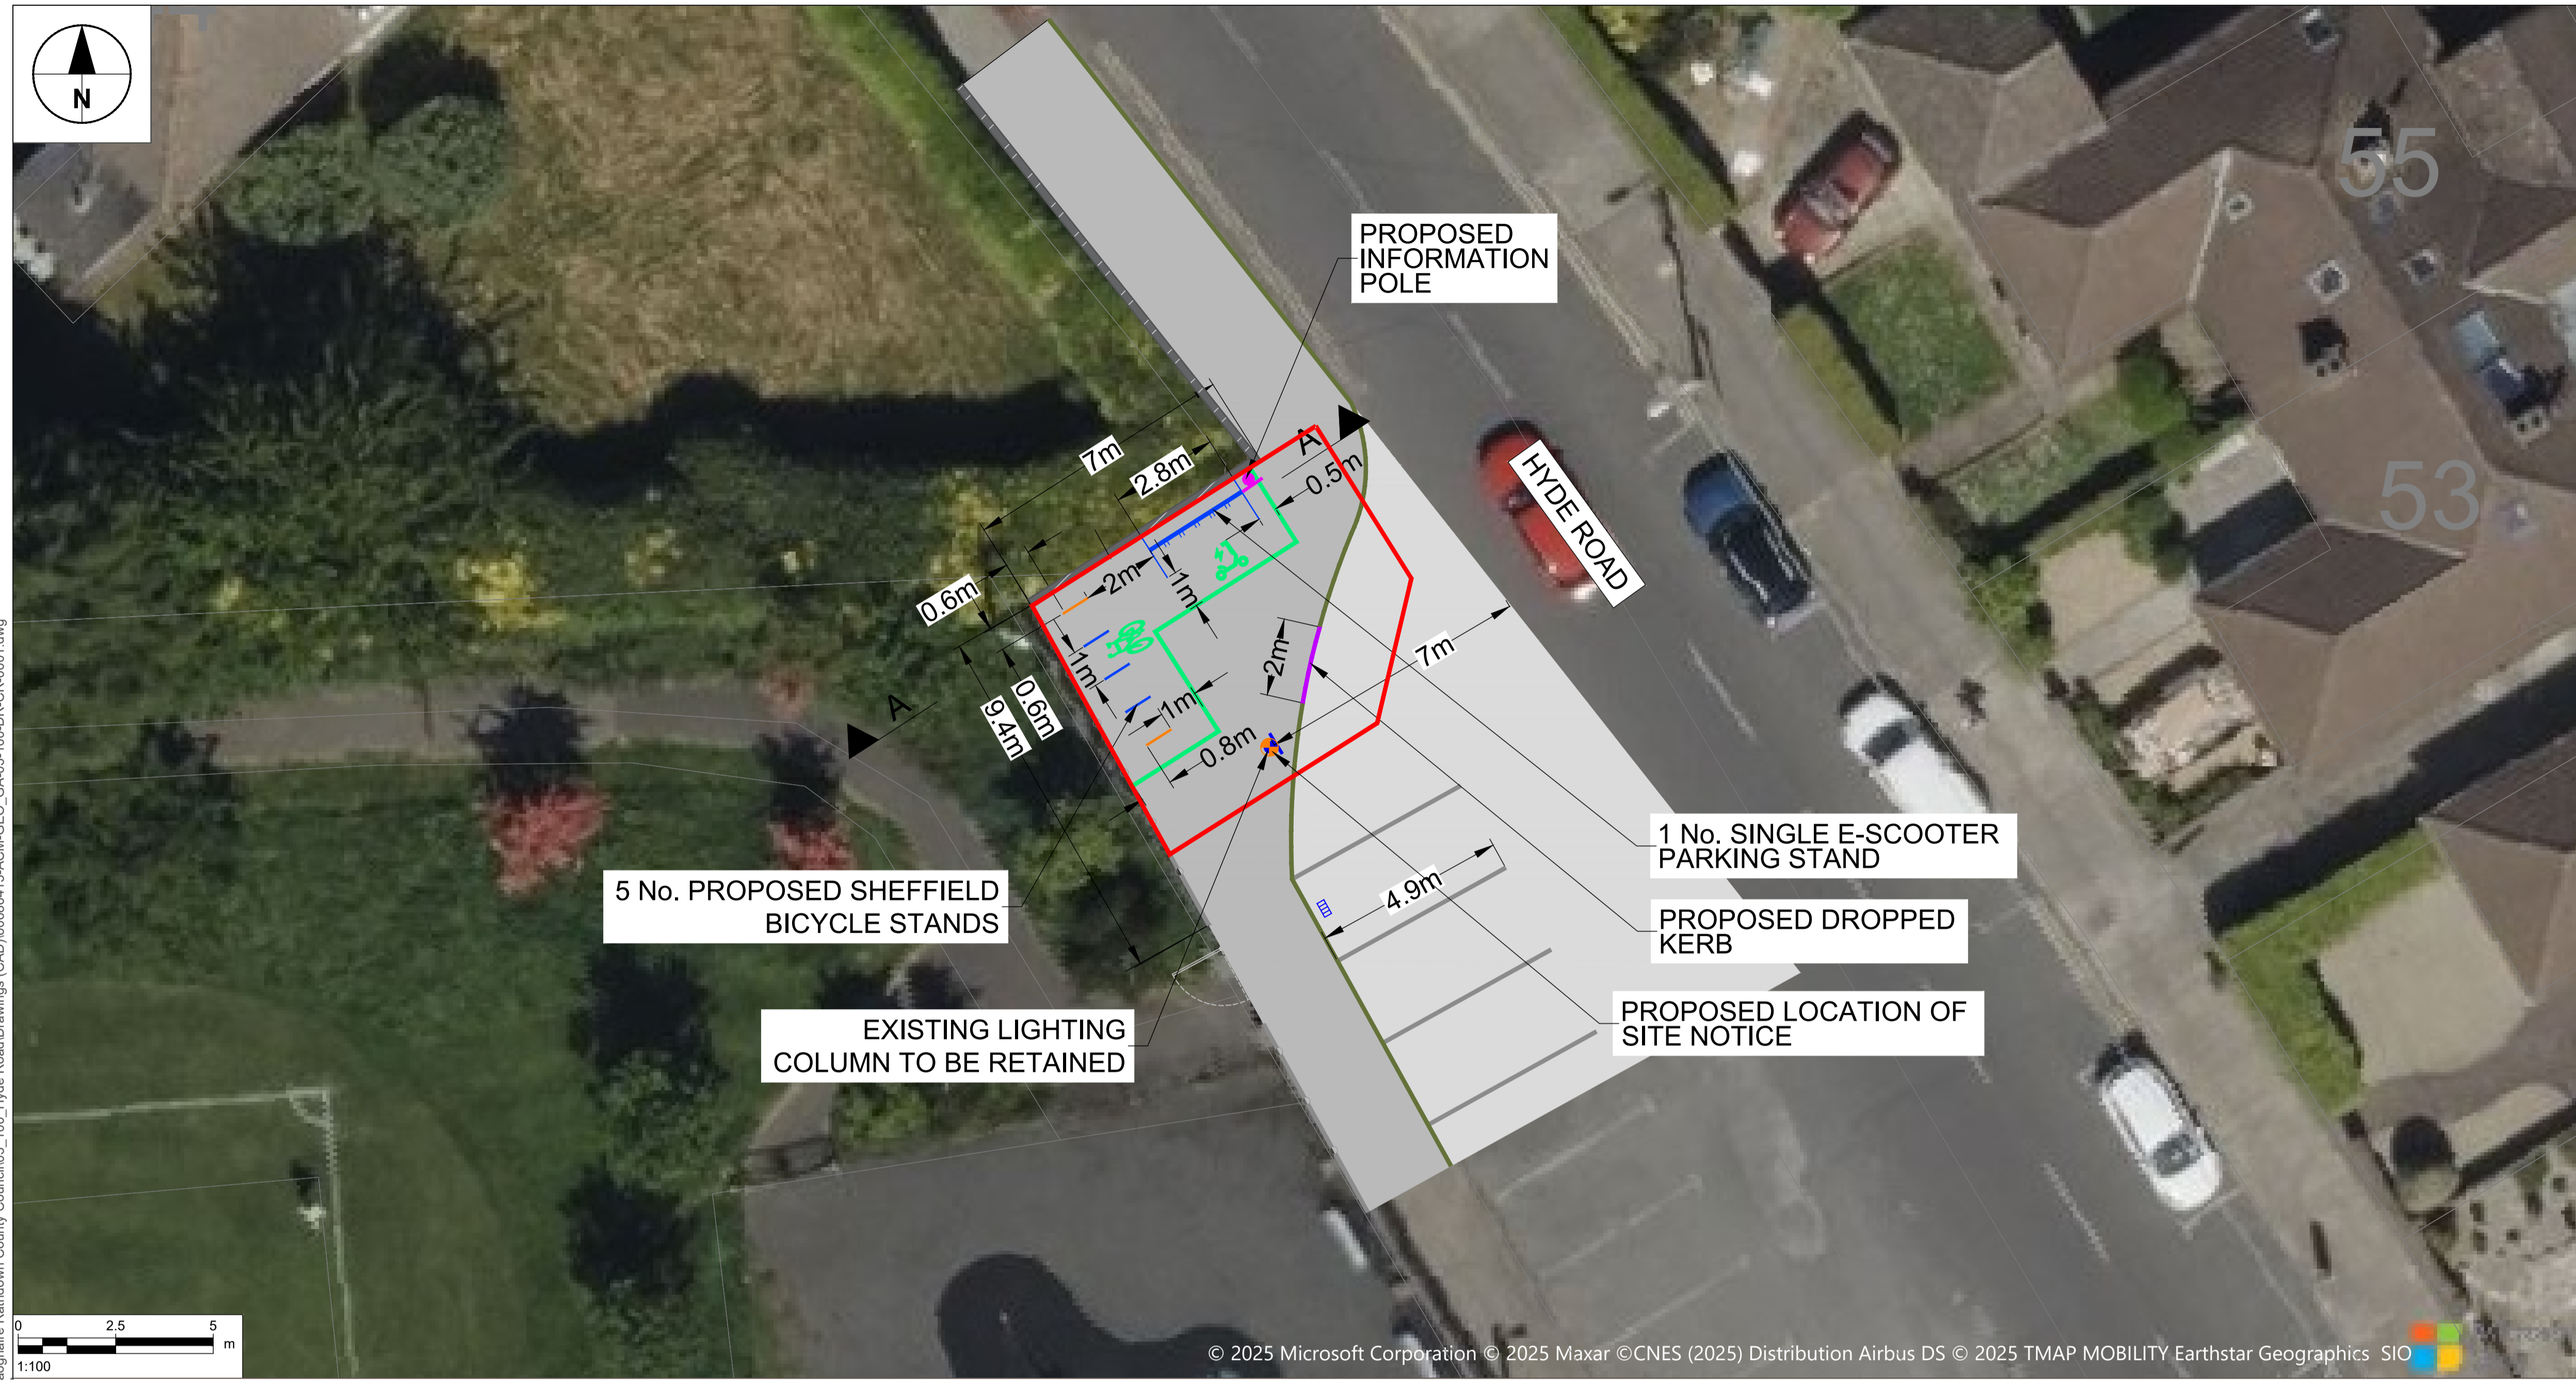 N
55
53
PROPOSED
INFORMATION
POLE
A
7m
2.8m
0.5m
HYDE ROAD
2m
1m
0.6m
2m
7m
1m
0.6m
1m
A
9.4m
0.8m
4.9m
1 No. SINGLE E-SCOOTER
PARKING STAND
5 No. PROPOSED SHEFFIELD
BICYCLE STANDS
PROPOSED DROPPED
KERB
PROPOSED LOCATION OF
SITE NOTICE
EXISTING LIGHTING
COLUMN TO BE RETAINED
0 2.5 5
m
1:100
© 2025 Microsoft Corporation © 2025 Maxar ©CNES (2025) Distribution Airbus DS © 2025 TMAP MOBILITY Earthstar Geographics SIO